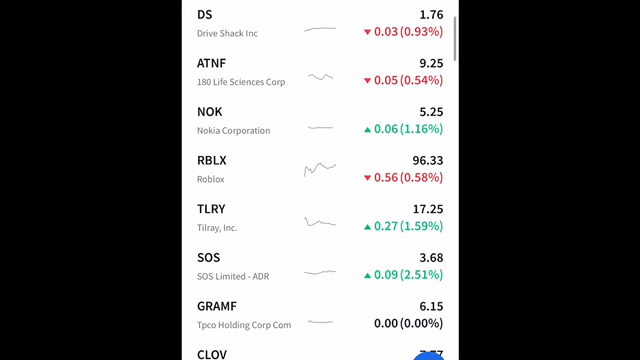 DS 1.76
Drive Shack Inc ▼ 0.03 (0.93%)
ATNF 9.25
180 Life Sciences Corp ▼ 0.05 (0.54%)
NOK 5.25
Nokia Corporation ▲ 0.06 (1.16%)
RBLX 96.33
Roblox ▼ 0.56 (0.58%)
TLRY 17.25
Tilray, Inc. ▲ 0.27 (1.59%)
SOS 3.68
SOS Limited - ADR ▲ 0.09 (2.51%)
GRAMF 6.15
Tpco Holding Corp Com 0.00 (0.00%)
CLOV